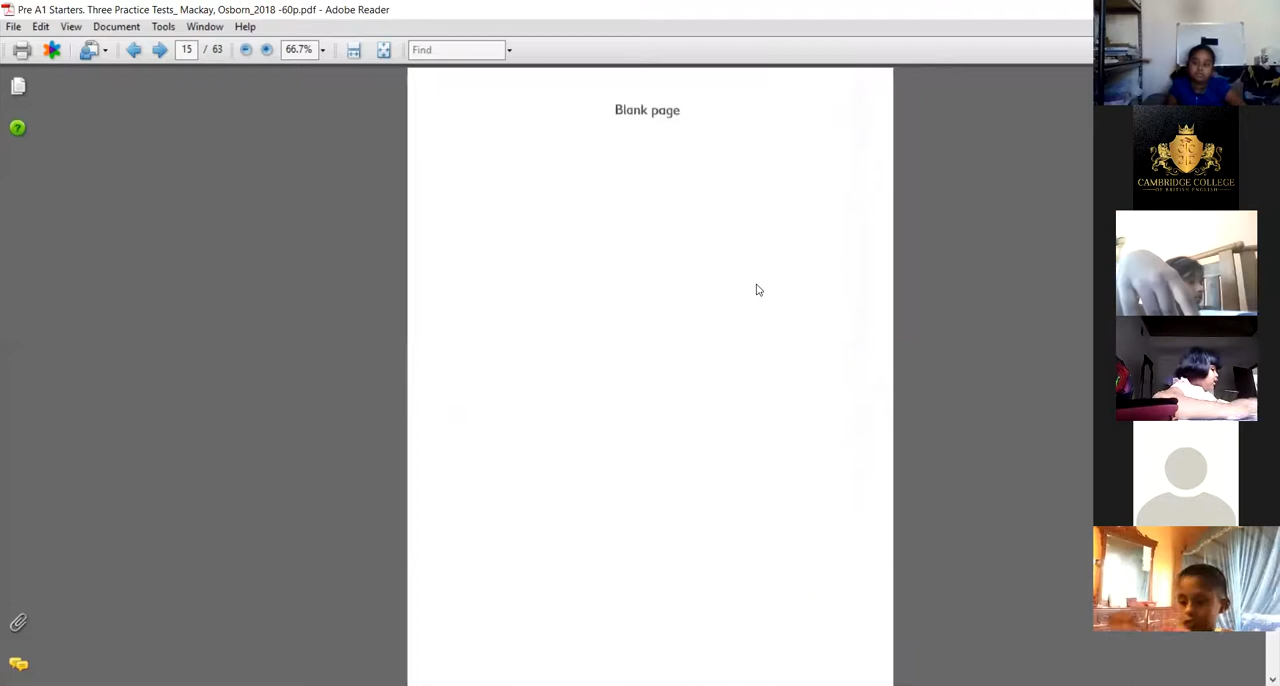 Pre A1 Starters. Three Practice Tests_ Mackay, Osborn_2018 -60p.pdf - Adobe Reader
File Edit View Document Tools Window Help
15 / 63 66.7% Find
Blank page
CAMBRIDGE COLLEGE
OF BRITISH ENGLISH